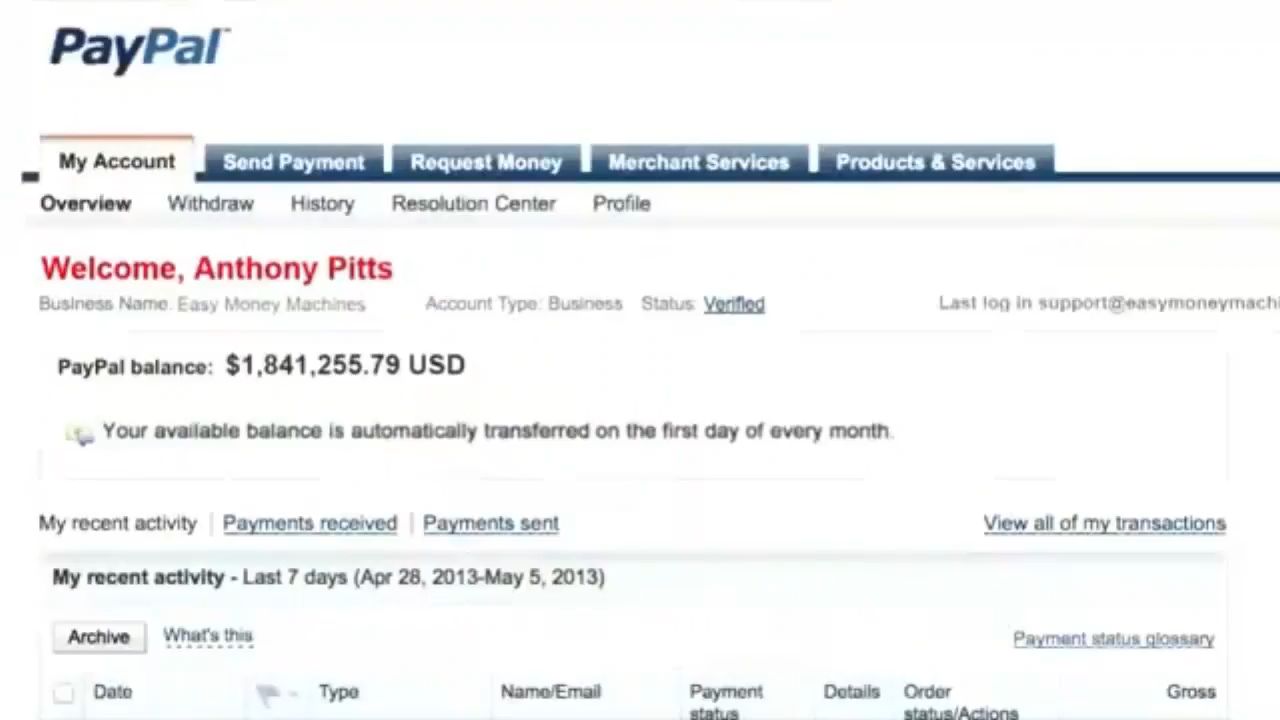 PayPal™
My Account Send Payment Request Money Merchant Services Products & Services
Overview Withdraw History Resolution Center Profile
Welcome, Anthony Pitts
Business Name: Easy Money Machines Account Type: Business Status: Verified Last log in support@easymoneymachi
PayPal balance: $1,841,255.79 USD
Your available balance is automatically transferred on the first day of every month.
My recent activity | Payments received | Payments sent View all of my transactions
My recent activity - Last 7 days (Apr 28, 2013-May 5, 2013)
Archive What's this Payment status glossary
Date Type Name/Email Payment status Details Order status/Actions Gross